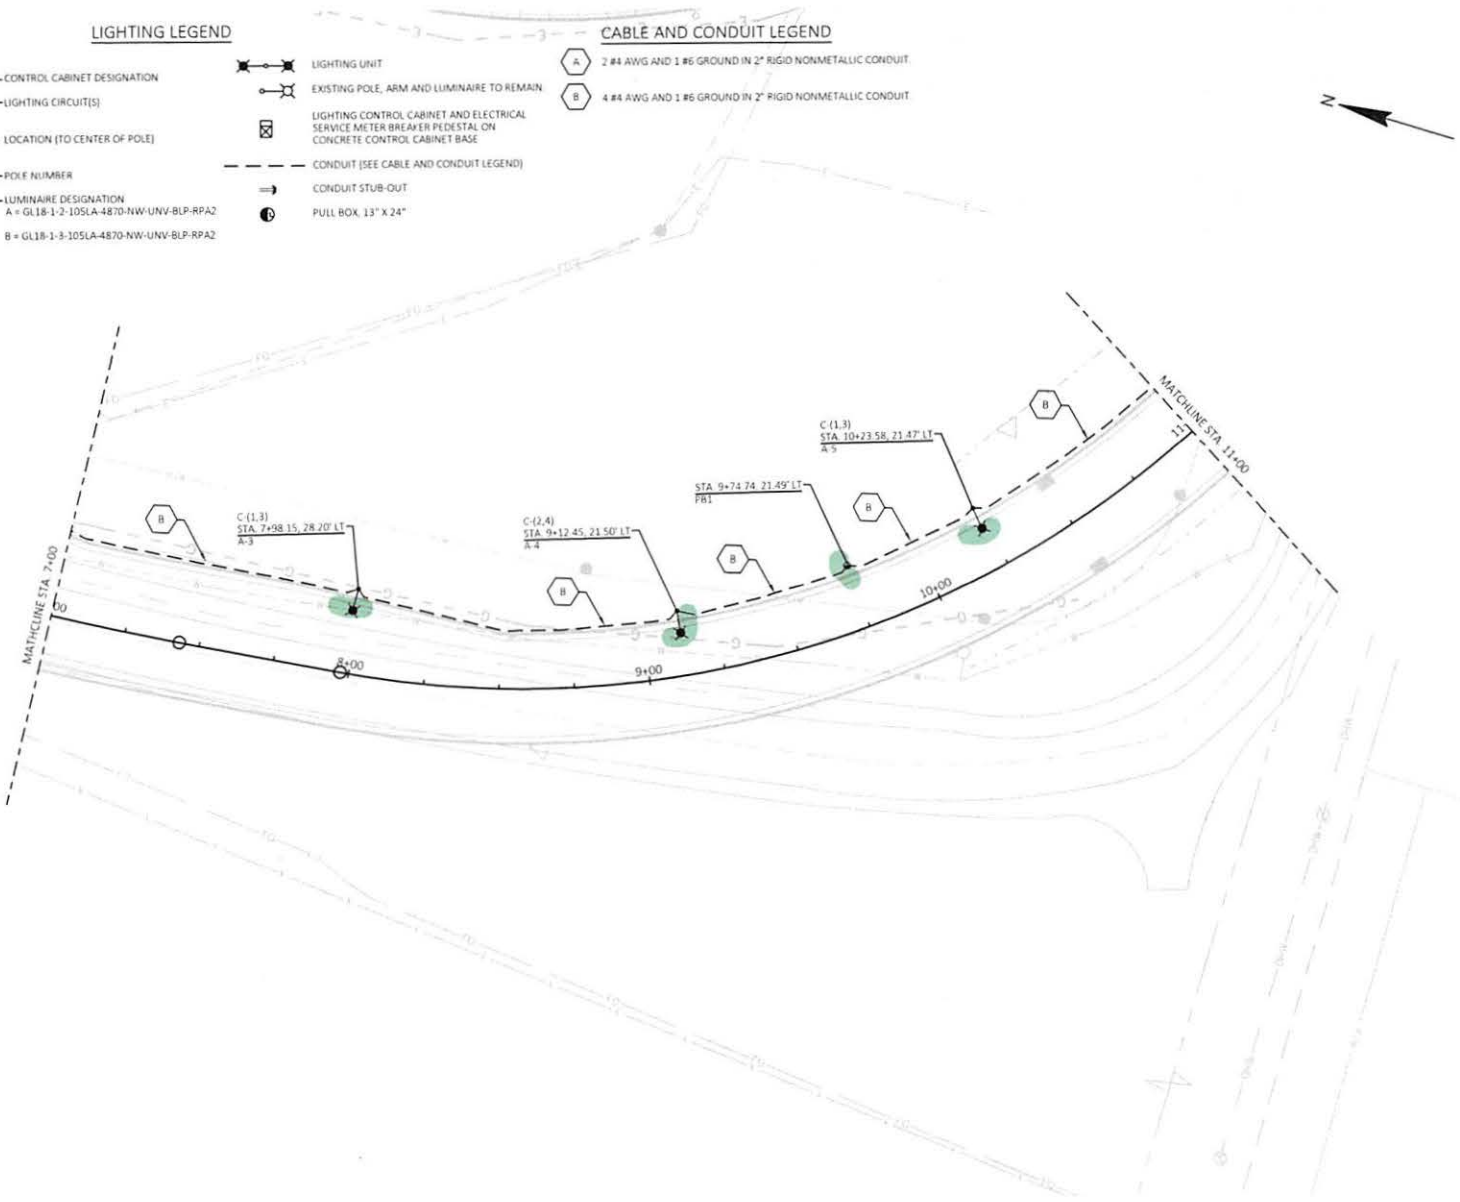 LIGHTING LEGEND
CONTROL CABINET DESIGNATION
LIGHTING CIRCUIT(S)
LOCATION (TO CENTER OF POLE)
POLE NUMBER
LUMINAIRE DESIGNATION
A = GL18-1-2-105LA-4870-NW-UNV-BLP-RPA2
B = GL18-1-3-105LA-4870-NW-UNV-BLP-RPA2
LIGHTING UNIT
EXISTING POLE, ARM AND LUMINAIRE TO REMAIN
LIGHTING CONTROL CABINET AND ELECTRICAL
SERVICE METER BREAKER PEDESTAL ON
CONCRETE CONTROL CABINET BASE
CONDUIT (SEE CABLE AND CONDUIT LEGEND)
CONDUIT STUB-OUT
PULL BOX, 13" X 24"
CABLE AND CONDUIT LEGEND
A 2 #4 AWG AND 1 #6 GROUND IN 2" RIGID NONMETALLIC CONDUIT
B 4 #4 AWG AND 1 #6 GROUND IN 2" RIGID NONMETALLIC CONDUIT
N
MATHCLINE STA. 7+00
00
B
C-(1,3)
STA. 7+98.15, 28.20' LT
A-3
8+00
B
C-(2,4)
STA. 9+12.45, 21.50' LT
A-4
9+00
B
STA. 9+74.74, 21.49' LT
PB1
B
C-(1,3)
STA. 10+23.58, 21.47' LT
A-5
10+00
B
11
MATCHLINE STA. 11+00